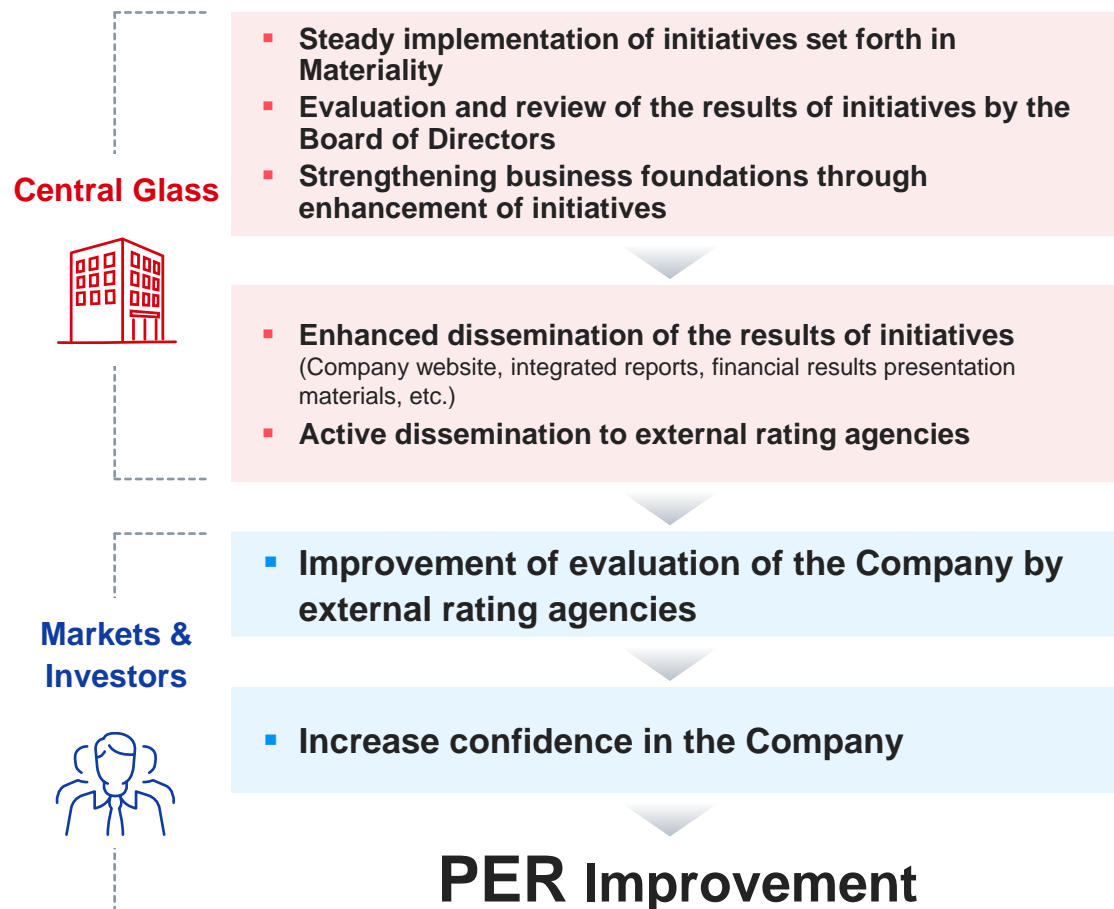 ▪ Steady implementation of initiatives set forth in
Materiality
▪ Evaluation and review of the results of initiatives by the
Board of Directors
▪ Strengthening business foundations through
enhancement of initiatives
Central Glass
▪ Enhanced dissemination of the results of initiatives
(Company website, integrated reports, financial results presentation
materials, etc.)
▪ Active dissemination to external rating agencies
▪ Improvement of evaluation of the Company by
external rating agencies
Markets &
Investors
▪ Increase confidence in the Company
PER Improvement